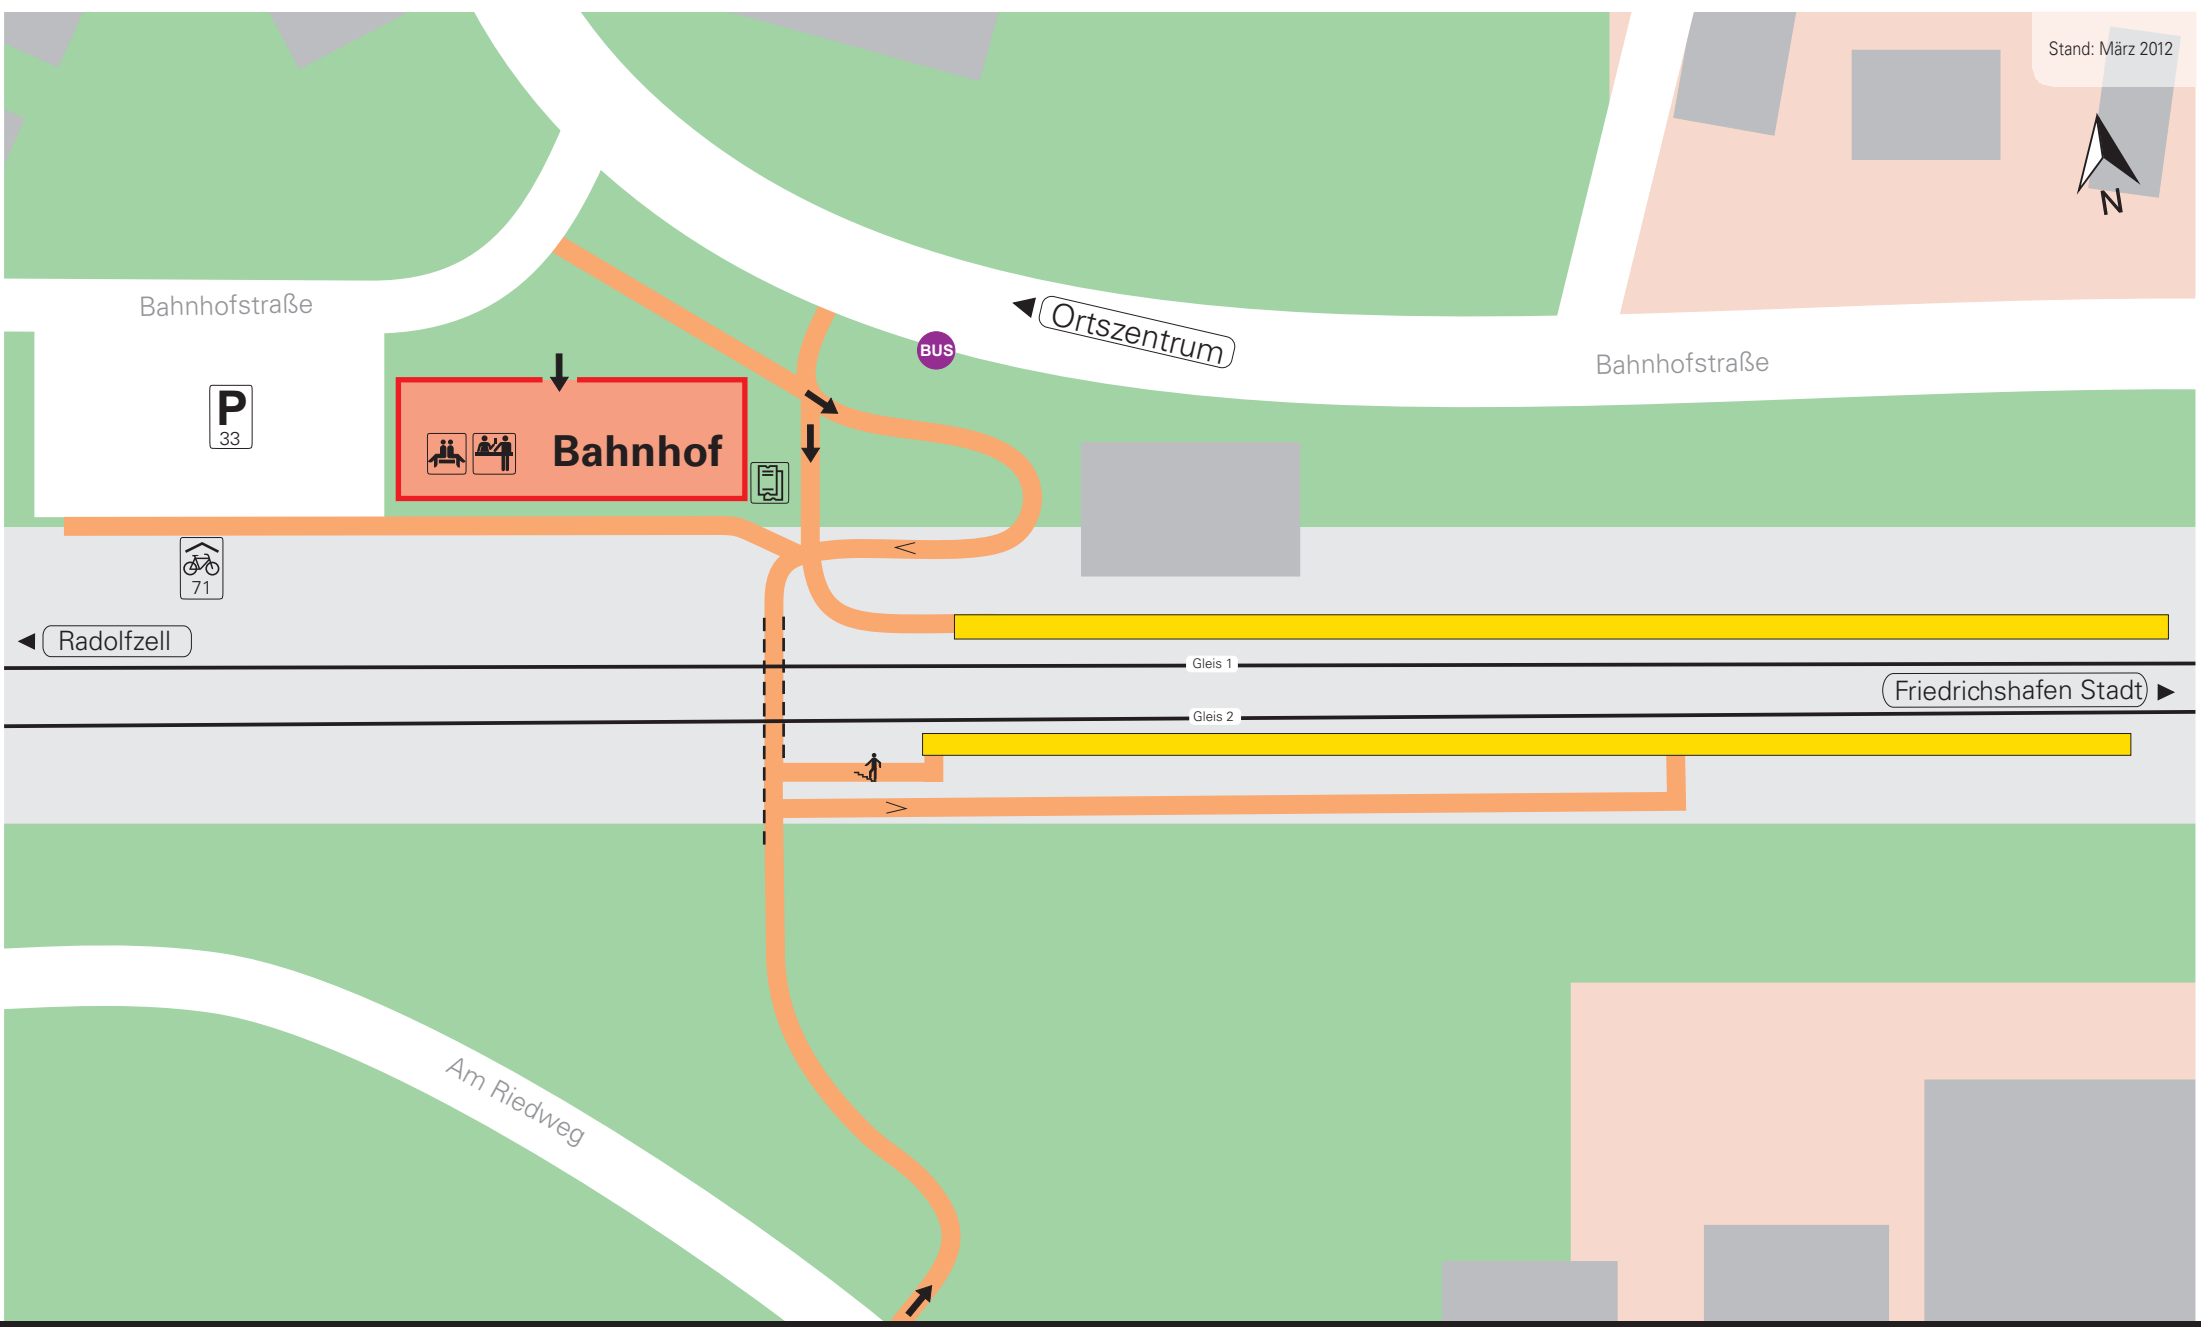 Stand: März 2012
N
Bahnhofstraße
Ortszentrum
BUS
Bahnhofstraße
P
33
Bahnhof
71
Radolfzell
Gleis 1
Friedrichshafen Stadt
Gleis 2
Am Riedweg